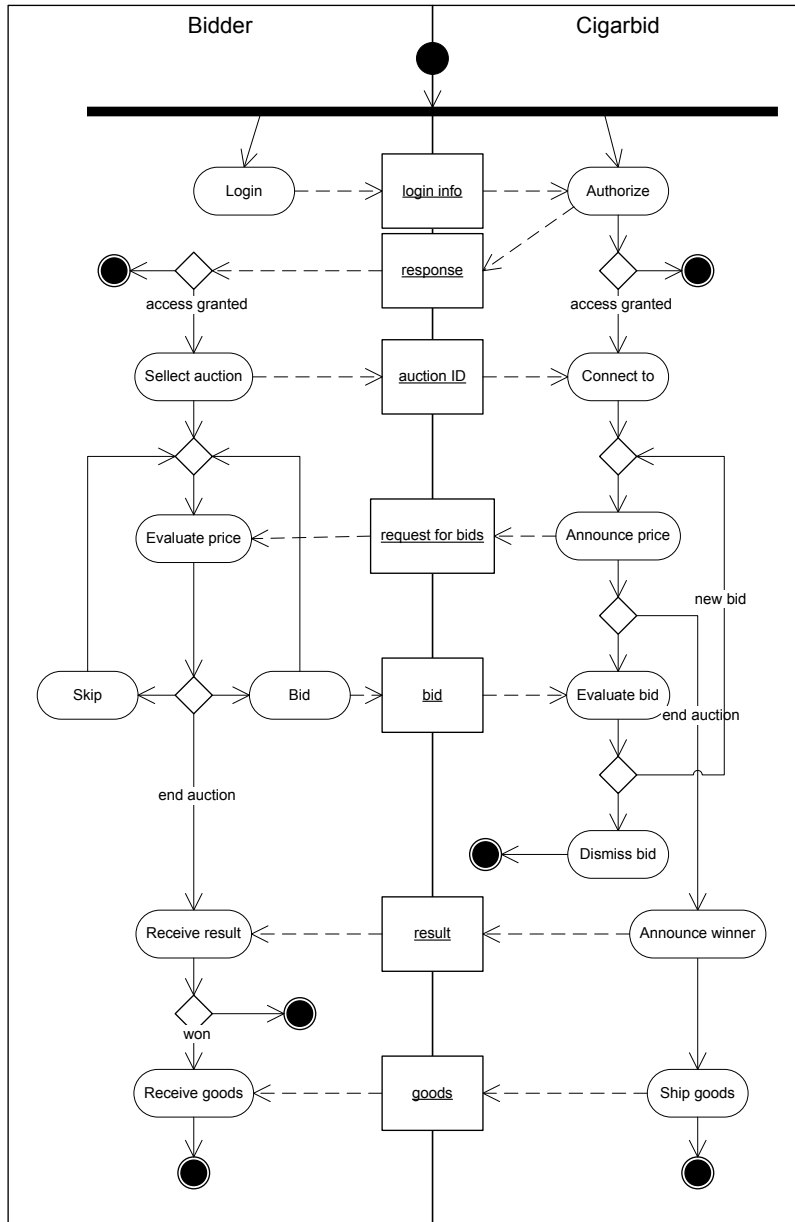 Bidder
Cigarbid
Login
login info
Authorize
response
access granted
access granted
Sellect auction
auction ID
Connect to
Evaluate price
request for bids
Announce price
new bid
Skip
Bid
bid
Evaluate bid
end auction
end auction
Dismiss bid
Receive result
result
Announce winner
won
Receive goods
goods
Ship goods